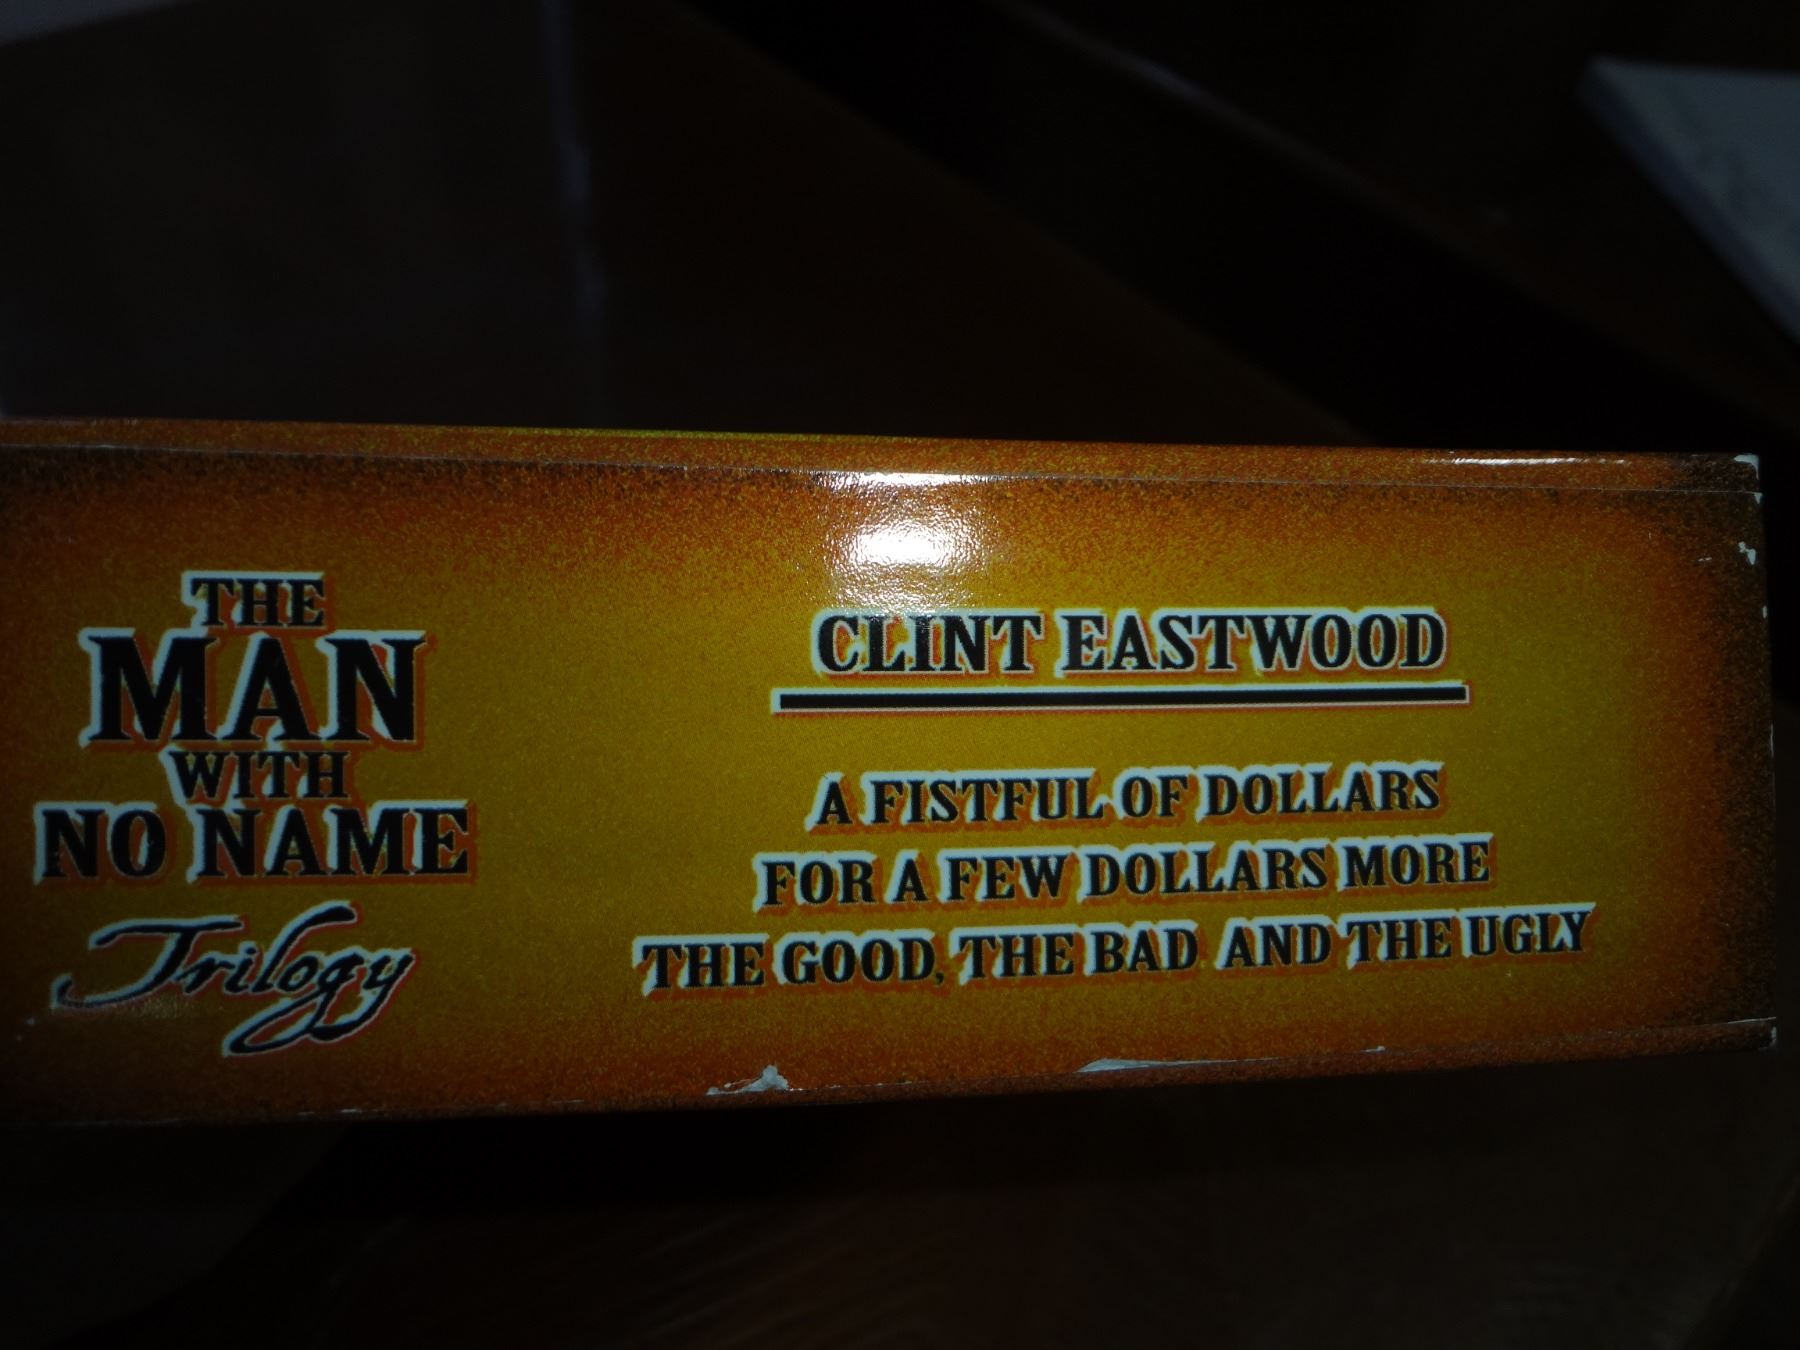 THE
MAN
WITH
NO NAME
Trilogy
CLINT EASTWOOD
A FISTFUL OF DOLLARS
FOR A FEW DOLLARS MORE
THE GOOD, THE BAD AND THE UGLY